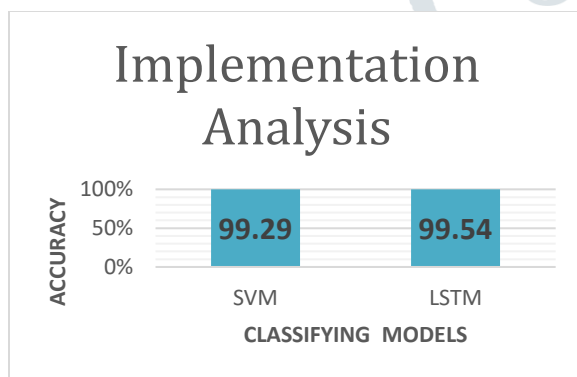 Implementation
Analysis
ACCURACY
100%
50%
0%
99.29
99.54
SVM
LSTM
CLASSIFYING MODELS